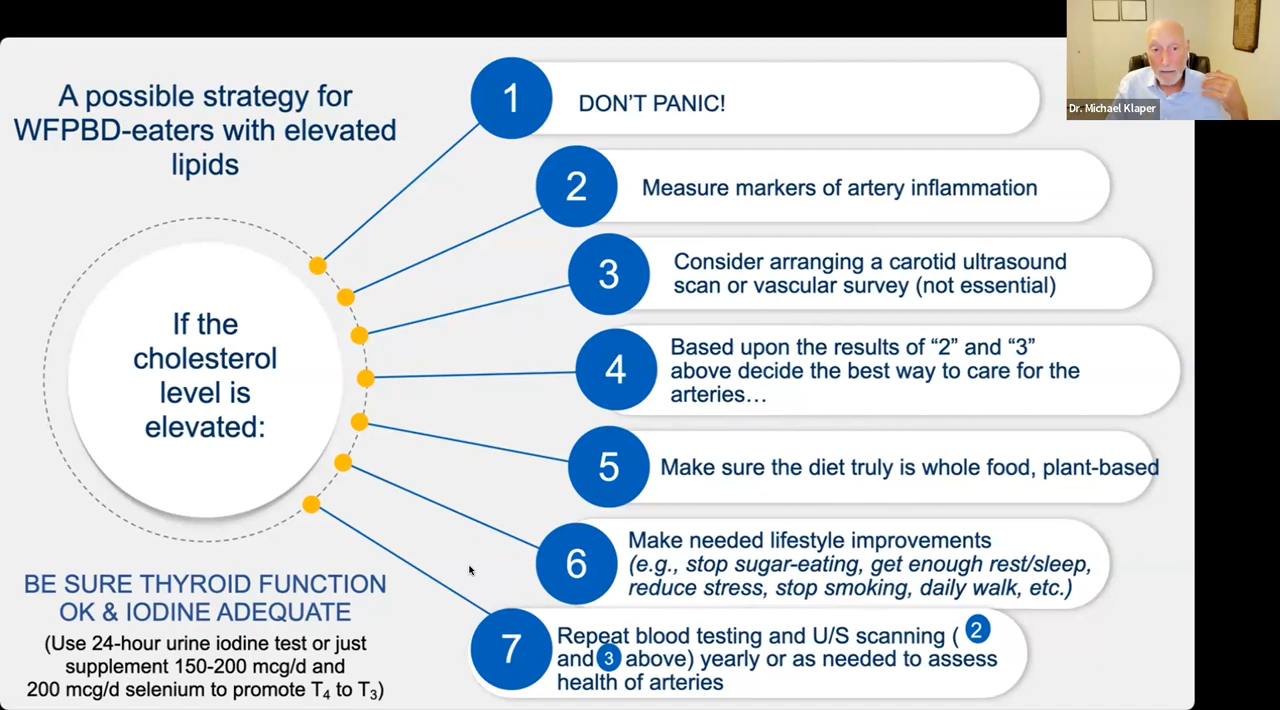 A possible strategy for
WFPBD-eaters with elevated
lipids
If the
cholesterol
level is
elevated:
BE SURE THYROID FUNCTION
OK & IODINE ADEQUATE
(Use 24-hour urine iodine test or just
supplement 150-200 mcg/d and
200 mcg/d selenium to promote T₄ to T₃)
1
DON'T PANIC!
2
Measure markers of artery inflammation
3
Consider arranging a carotid ultrasound
scan or vascular survey (not essential)
4
Based upon the results of “2” and “3”
above decide the best way to care for the
arteries…
5
Make sure the diet truly is whole food, plant-based
6
Make needed lifestyle improvements
(e.g., stop sugar-eating, get enough rest/sleep,
reduce stress, stop smoking, daily walk, etc.)
7
Repeat blood testing and U/S scanning ( 2
and 3 above) yearly or as needed to assess
health of arteries
Dr. Michael Klaper